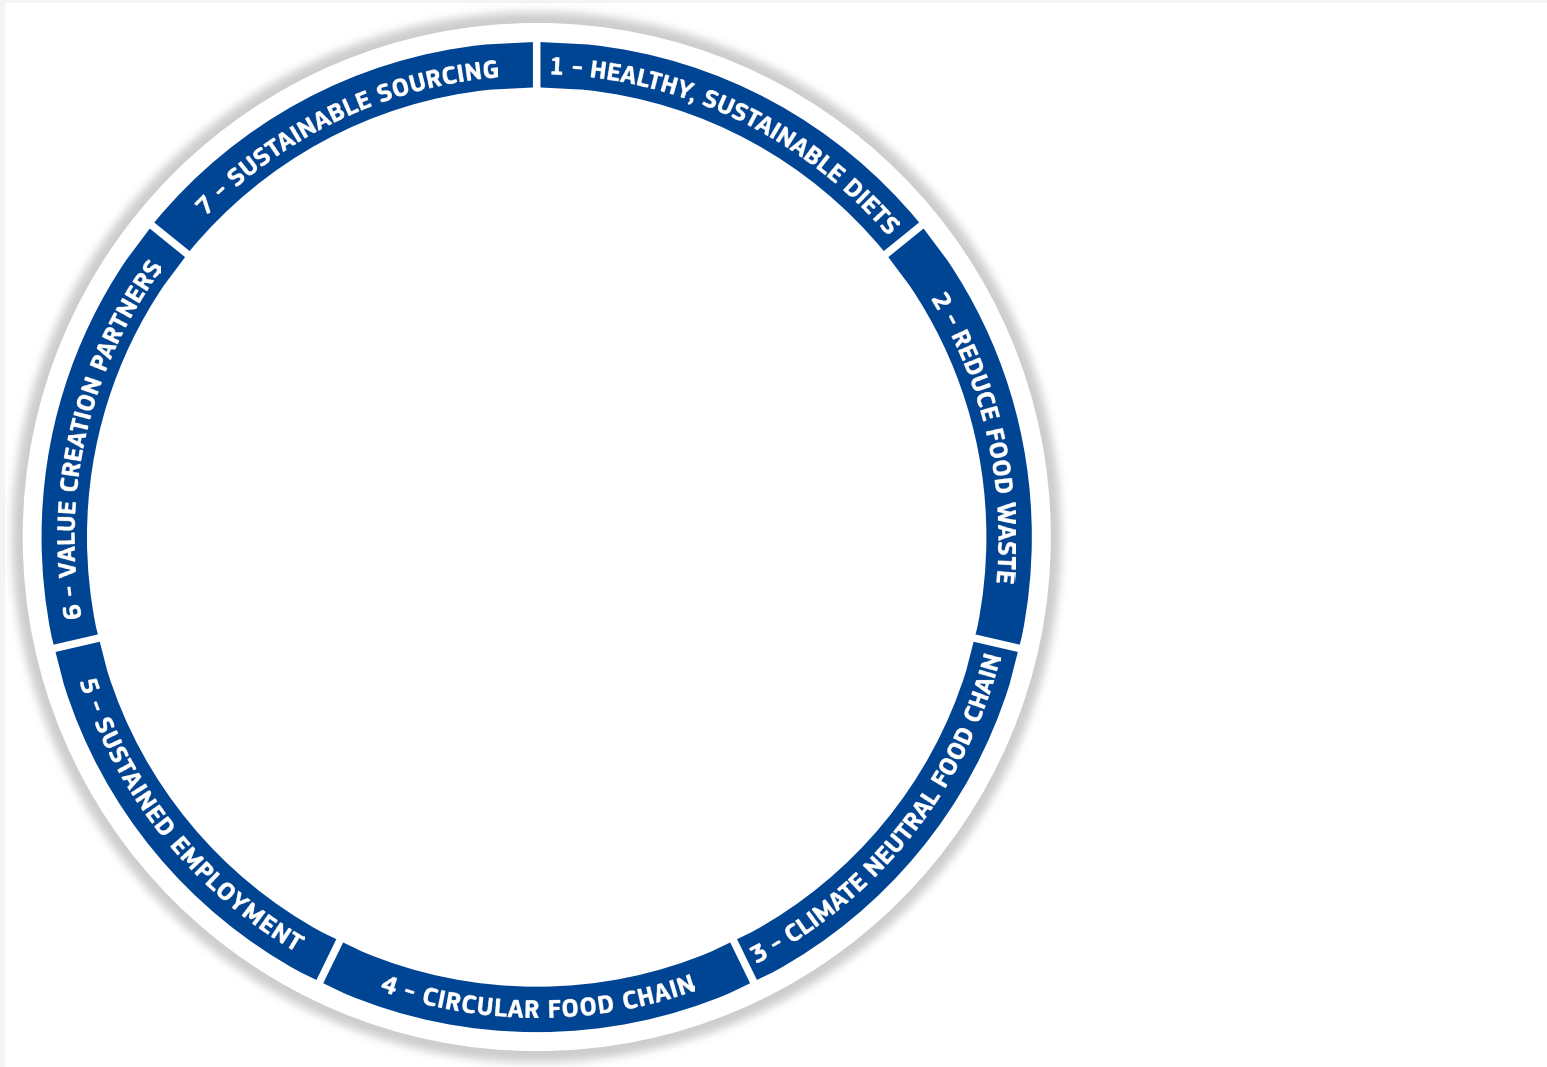 1 – HEALTHY, SUSTAINABLE DIETS
2 – REDUCE FOOD WASTE
3 – CLIMATE NEUTRAL FOOD CHAIN
4 – CIRCULAR FOOD CHAIN
5 – SUSTAINED EMPLOYMENT
6 – VALUE CREATION PARTNERS
7 – SUSTAINABLE SOURCING